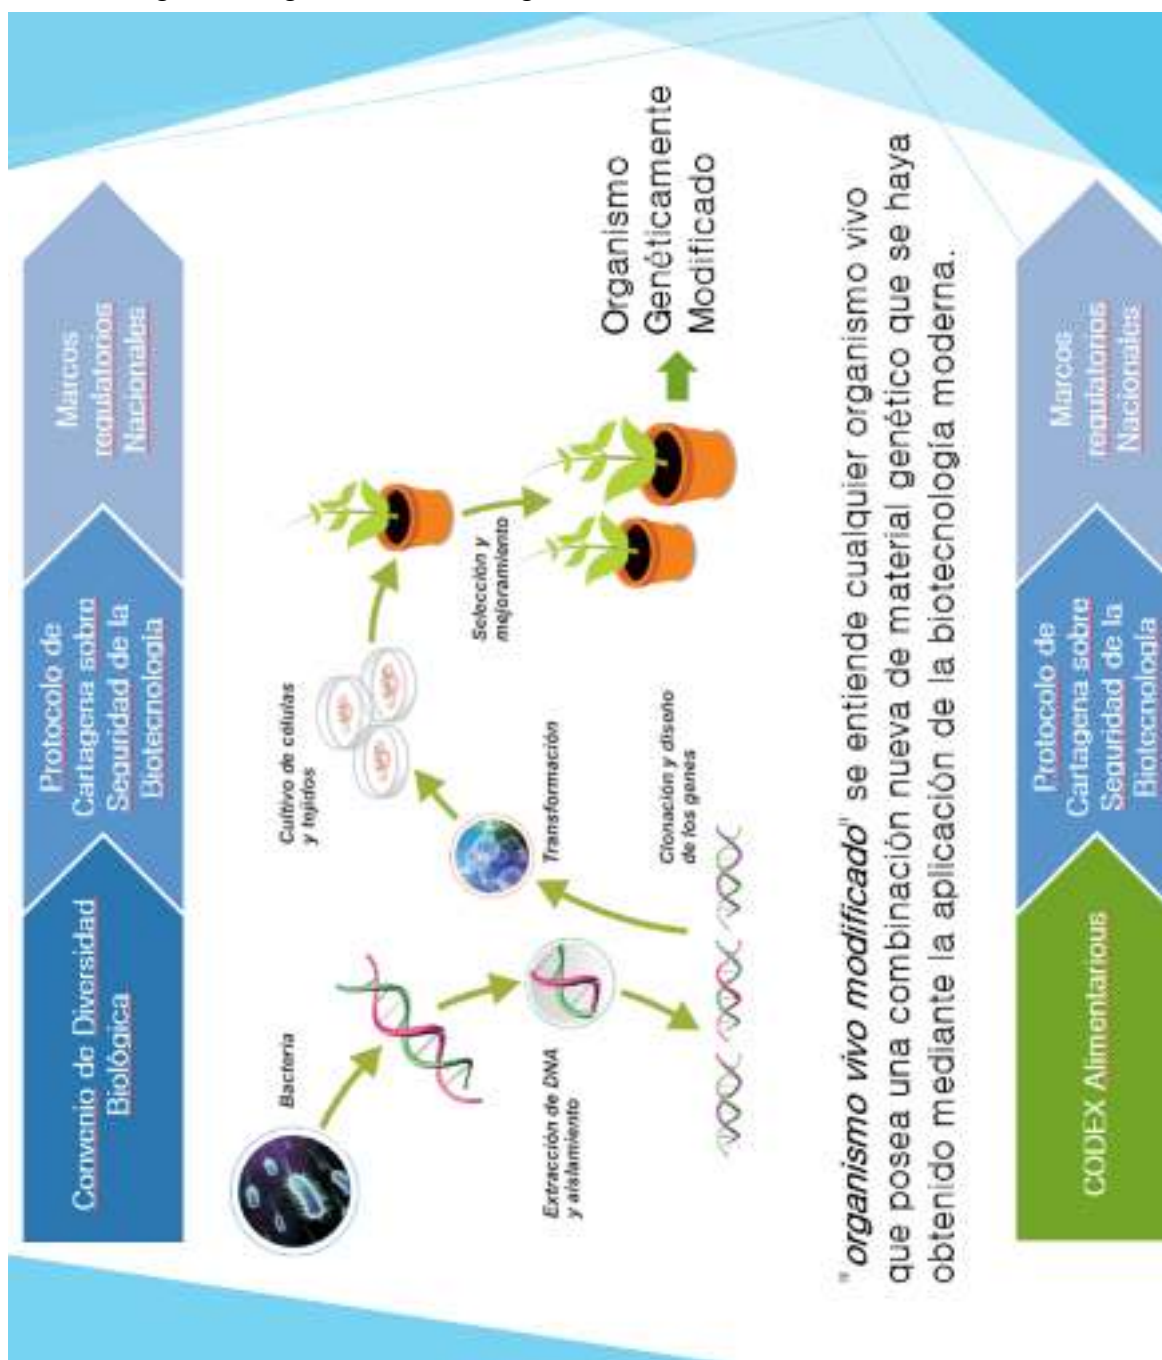 Convenio de Diversidad
Biológica
Protocolo de
Cartagena sobre
Seguridad de la
Biotecnología
Marcos
regulatorios
Nacionales
Bacteria
Extracción de DNA
y aislamiento
Clonación y diseño
de los genes
Transformación
Cultivo de células
y tejidos
Selección y
mejoramiento
Organismo
Genéticamente
Modificado
"organismo vivo modificado" se entiende cualquier organismo vivo
que posea una combinación nueva de material genético que se haya
obtenido mediante la aplicación de la biotecnología moderna.
CODEX Alimentarious
Protocolo de
Cartagena sobre
Seguridad de la
Biotecnología
Marcos
regulatorios
Nacionales